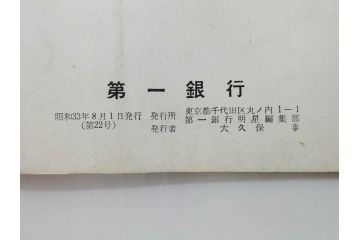 第一銀行
昭和33年8月1日発行 発行所 東京都千代田区丸ノ内1-1
(第22号) 第一銀行明星編集部
発行者 大久保 泰